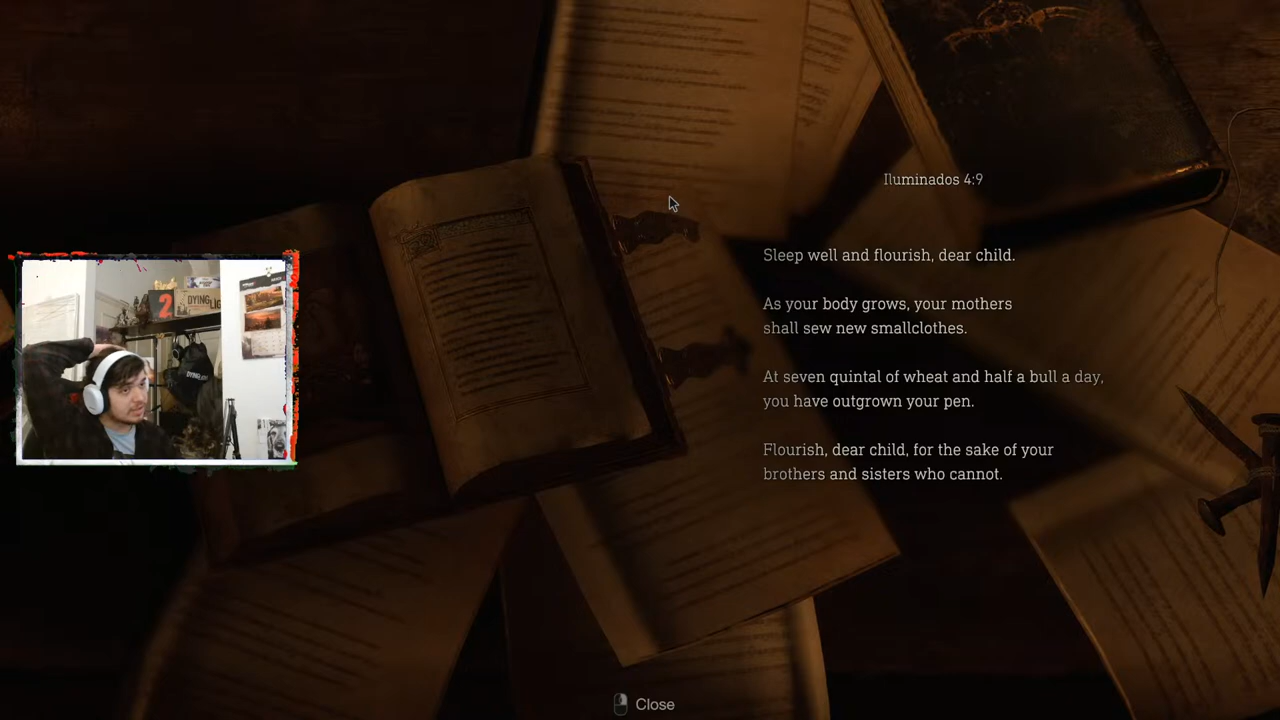 Iluminados 4:9
Sleep well and flourish, dear child.
As your body grows, your mothers
shall sew new smallclothes.
At seven quintal of wheat and half a bull a day,
you have outgrown your pen.
Flourish, dear child, for the sake of your
brothers and sisters who cannot.
2
DYING
Close